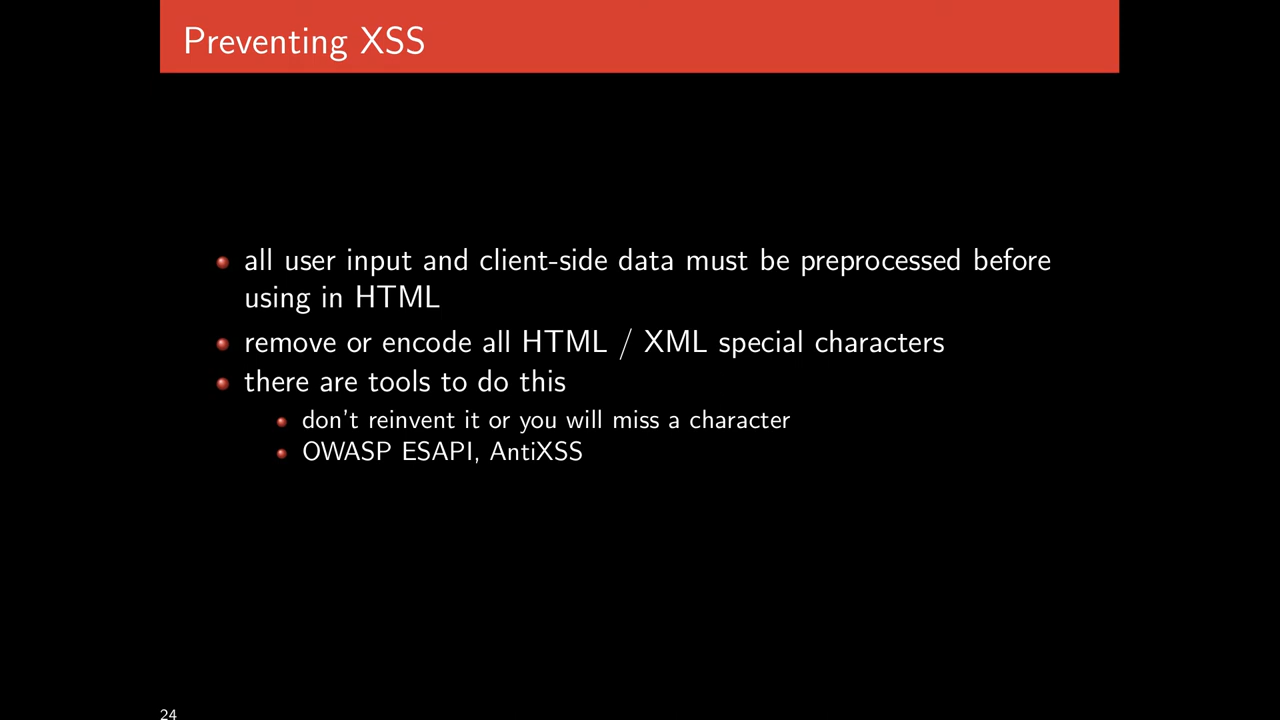 Preventing XSS
all user input and client-side data must be preprocessed before
using in HTML
remove or encode all HTML / XML special characters
there are tools to do this
don't reinvent it or you will miss a character
OWASP ESAPI, AntiXSS
24